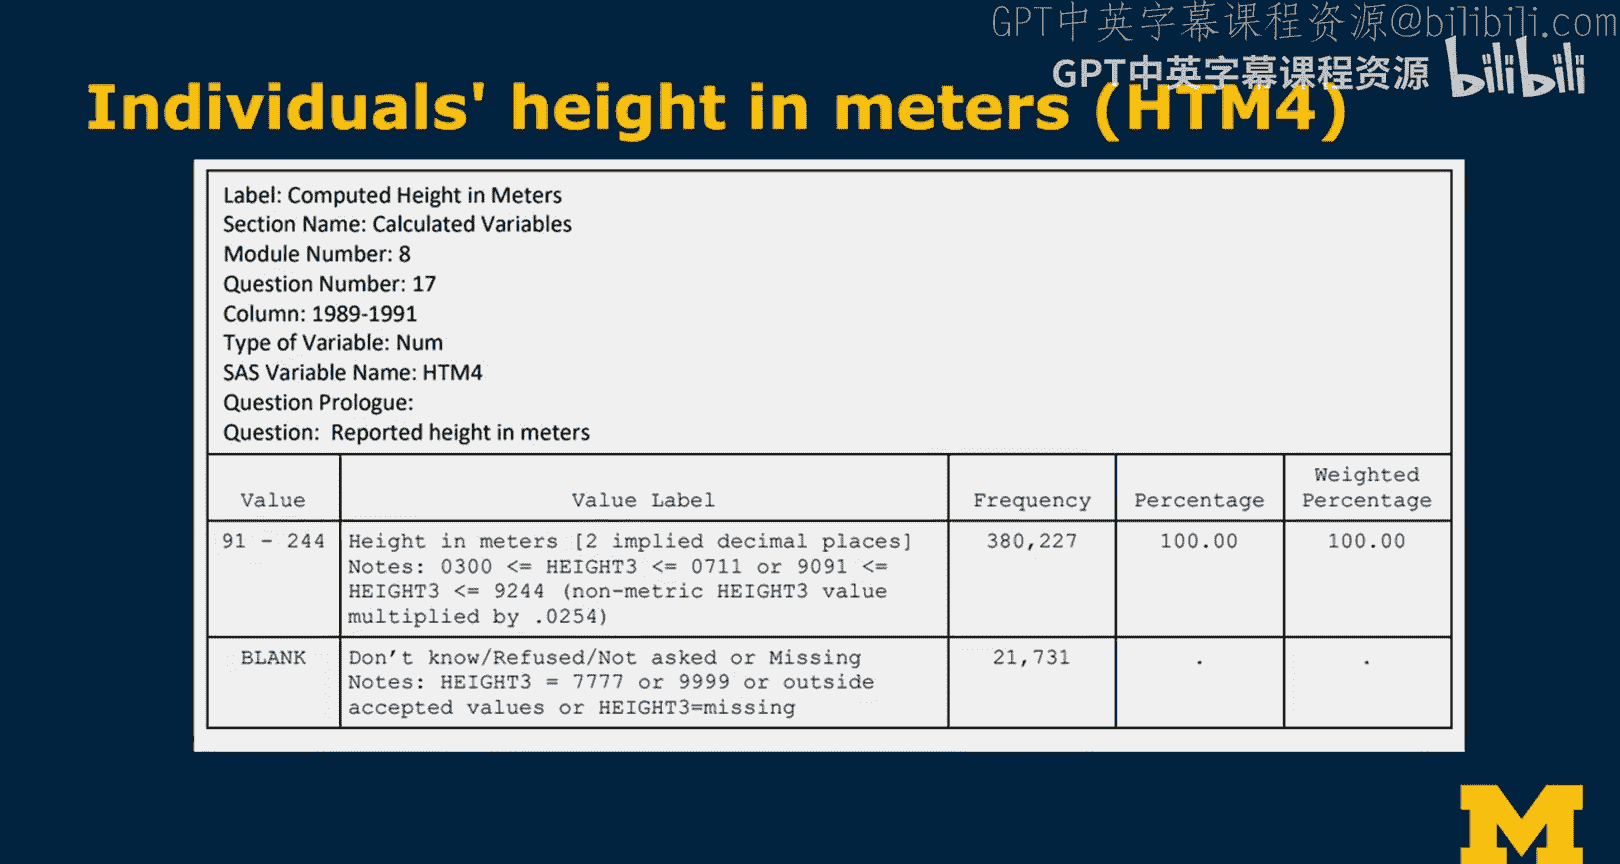 GPT中英字幕课程资源@bilibili.com
GPT中英字幕课程资源 bilibili
Individuals' height in meters (HTM4)
Label: Computed Height in Meters
Section Name: Calculated Variables
Module Number: 8
Question Number: 17
Column: 1989-1991
Type of Variable: Num
SAS Variable Name: HTM4
Question Prologue:
Question: Reported height in meters
Value Value Label Frequency Percentage Weighted Percentage
91 - 244 Height in meters [2 implied decimal places] 380,227 100.00 100.00
Notes: 0300 <= HEIGHT3 <= 0711 or 9091 <=
HEIGHT3 <= 9244 (non-metric HEIGHT3 value
multiplied by .0254)
BLANK Don't know/Refused/Not asked or Missing 21,731 . .
Notes: HEIGHT3 = 7777 or 9999 or outside
accepted values or HEIGHT3=missing
M